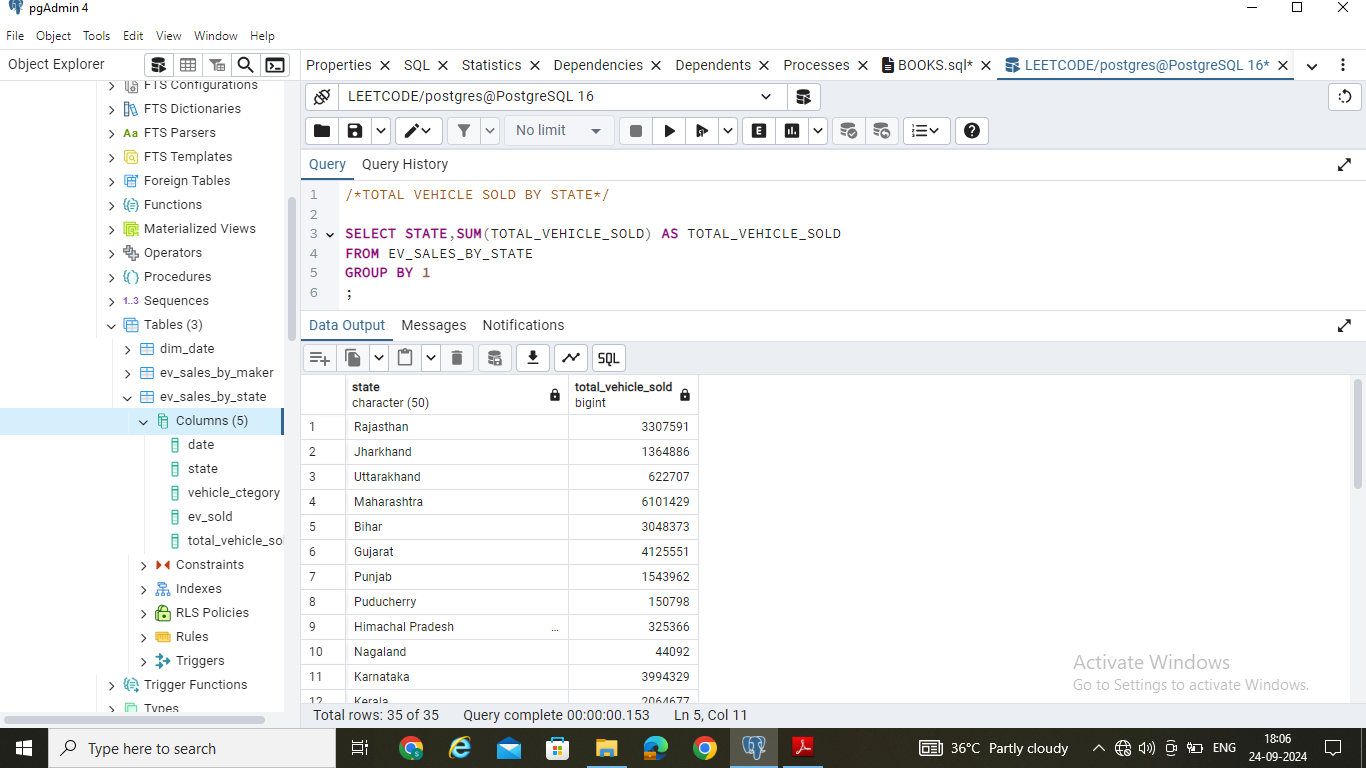 pgAdmin 4
File Object Tools Edit View Window Help
Object Explorer
Properties SQL Statistics Dependencies Dependents Processes BOOKS.sql* LEETCODE/postgres@PostgreSQL 16*
FTS Configurations
FTS Dictionaries
Aa FTS Parsers
FTS Templates
Foreign Tables
Functions
Materialized Views
Operators
Procedures
1..3 Sequences
Tables (3)
dim_date
ev_sales_by_maker
ev_sales_by_state
Columns (5)
date
state
vehicle_ctegory
ev_sold
total_vehicle_sol
Constraints
Indexes
RLS Policies
Rules
Triggers
Trigger Functions
Types
LEETCODE/postgres@PostgreSQL 16
No limit
E
Query Query History
1 /*TOTAL VEHICLE SOLD BY STATE*/
2
3 SELECT STATE,SUM(TOTAL_VEHICLE_SOLD) AS TOTAL_VEHICLE_SOLD
4 FROM EV_SALES_BY_STATE
5 GROUP BY 1
6 ;
Data Output Messages Notifications
SQL
state total_vehicle_sold
character (50) bigint
1 Rajasthan 3307591
2 Jharkhand 1364886
3 Uttarakhand 622707
4 Maharashtra 6101429
5 Bihar 3048373
6 Gujarat 4125551
7 Punjab 1543962
8 Puducherry 150798
9 Himachal Pradesh ... 325366
10 Nagaland 44092
11 Karnataka 3994329
12 Kerala 2064677
Activate Windows
Go to Settings to activate Windows.
Total rows: 35 of 35 Query complete 00:00:00.153 Ln 5, Col 11
Type here to search
36°C Partly cloudy
ENG
18:06
24-09-2024